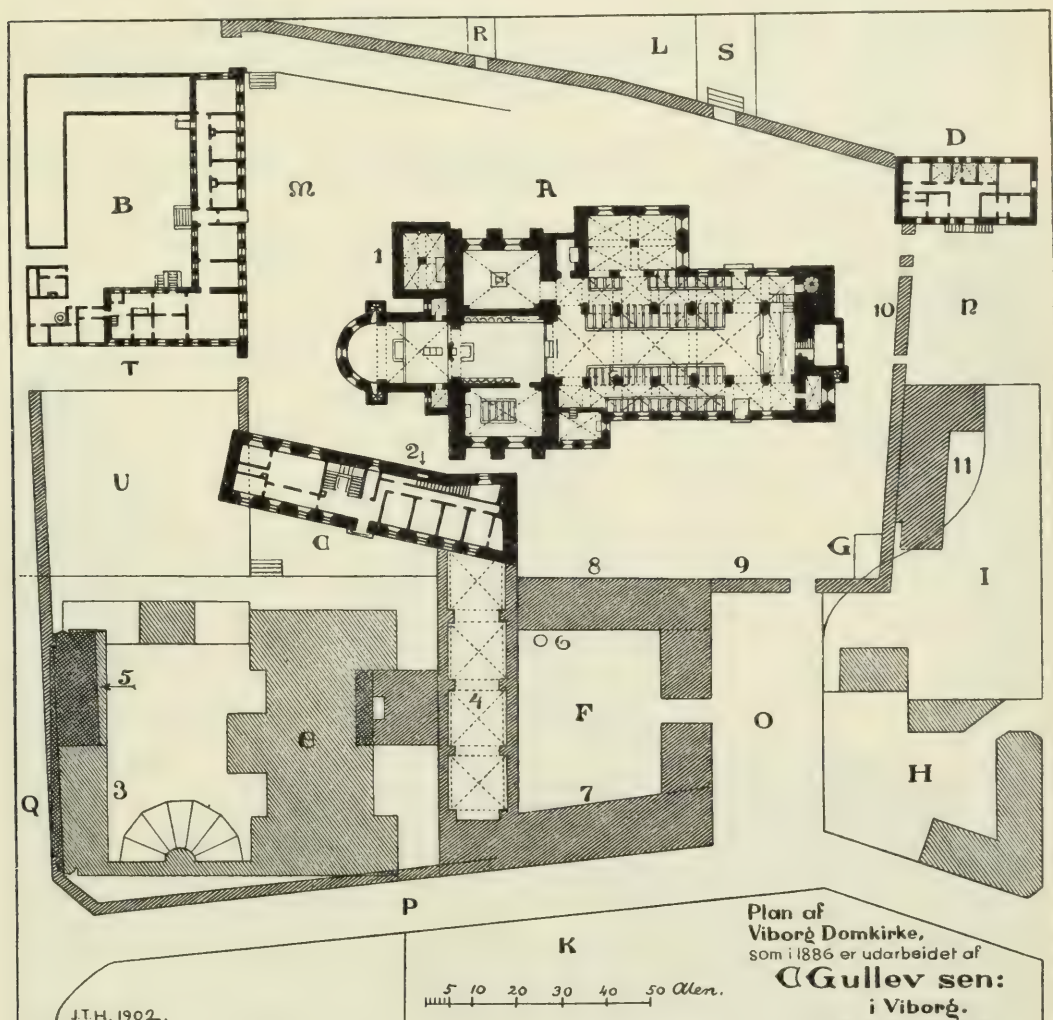 R
L
S
D
B
M
A
1
10
N
T
2
U
C
11
8
9
G
I
5
6
4
F
O
e
3
H
7
Q
P
K
Plan af
Viborg Domkirke,
som i 1886 er udarbeidet af
C Gullev sen:
i Viborg.
5 10 20 30 40 50 Alen.
J.T.H. 1902.